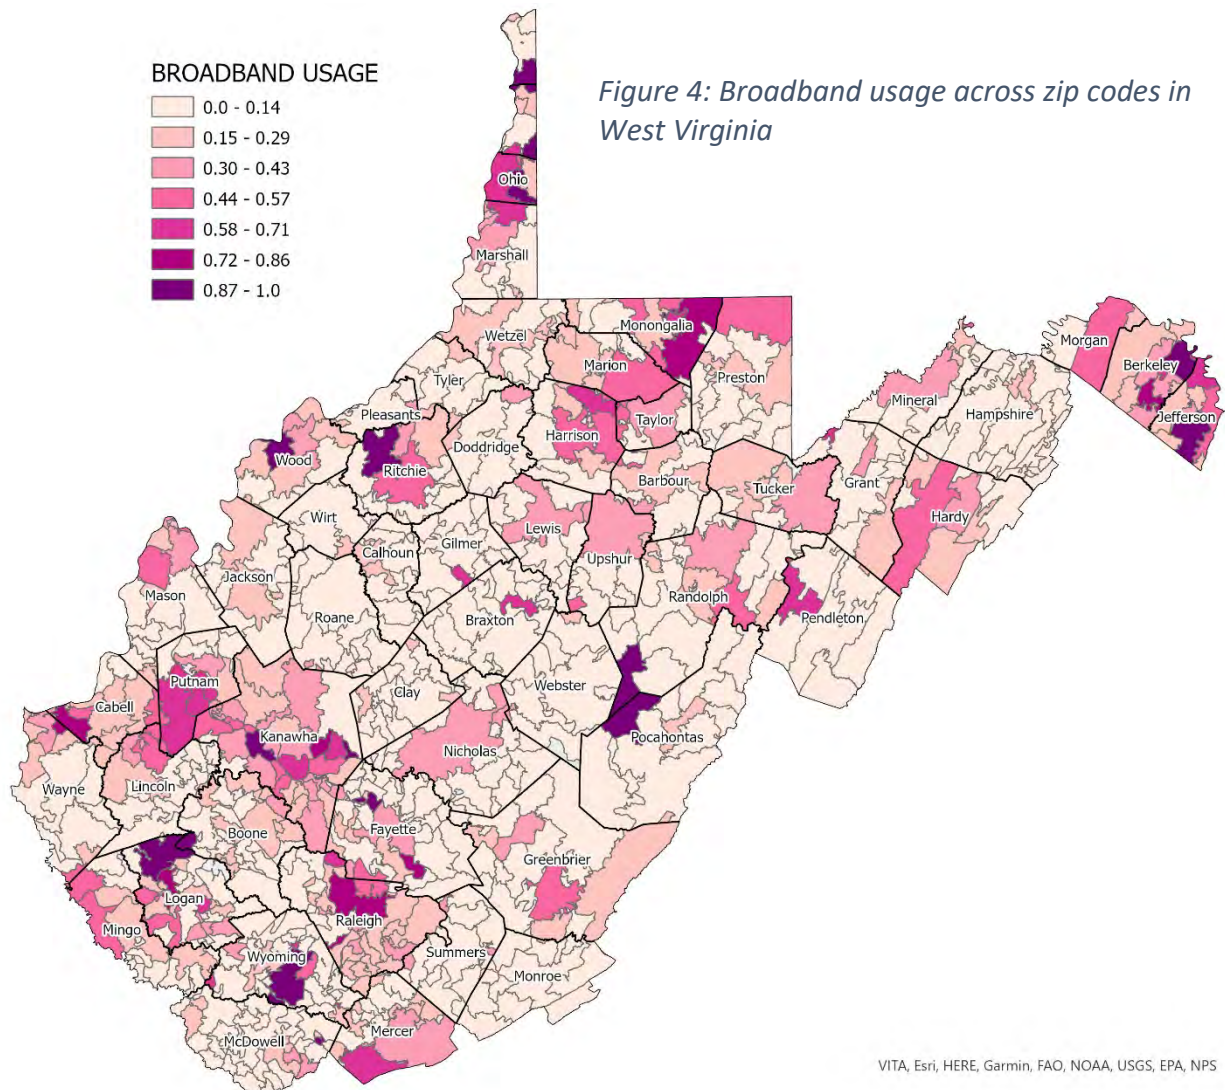 BROADBAND USAGE
0.0 - 0.14
0.15 - 0.29
0.30 - 0.43
0.44 - 0.57
0.58 - 0.71
0.72 - 0.86
0.87 - 1.0
Figure 4: Broadband usage across zip codes in
West Virginia
Ohio
Marshall
Wetzel
Monongalia
Morgan
Marion
Berkeley
Tyler
Preston
Pleasants
Mineral
Hampshire
Jefferson
Taylor
Harrison
Doddridge
Wood
Ritchie
Barbour
Tucker
Grant
Hardy
Wirt
Lewis
Gilmer
Calhoun
Upshur
Jackson
Mason
Randolph
Roane
Braxton
Pendleton
Putnam
Webster
Clay
Cabell
Kanawha
Pocahontas
Nicholas
Lincoln
Wayne
Boone
Fayette
Greenbrier
Logan
Raleigh
Mingo
Summers
Wyoming
Monroe
Mercer
McDowell
VITA, Esri, HERE, Garmin, FAO, NOAA, USGS, EPA, NPS